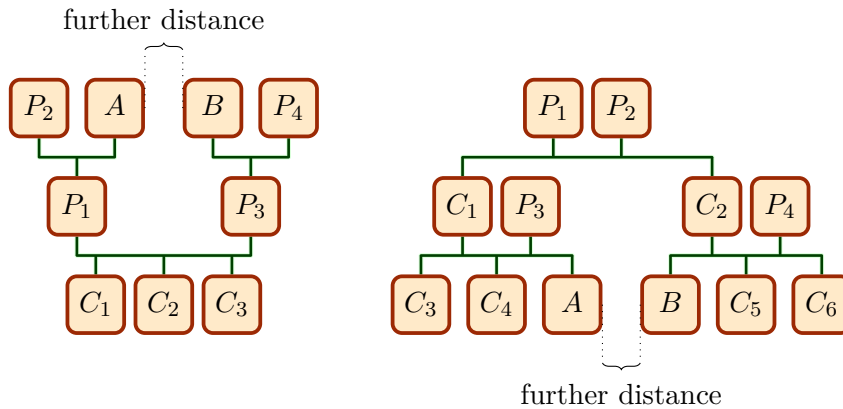 further distance
P₂ A B P₄ P₁ P₂
P₁ P₃ C₁ P₃ C₂ P₄
C₁ C₂ C₃ C₃ C₄ A B C₅ C₆
further distance